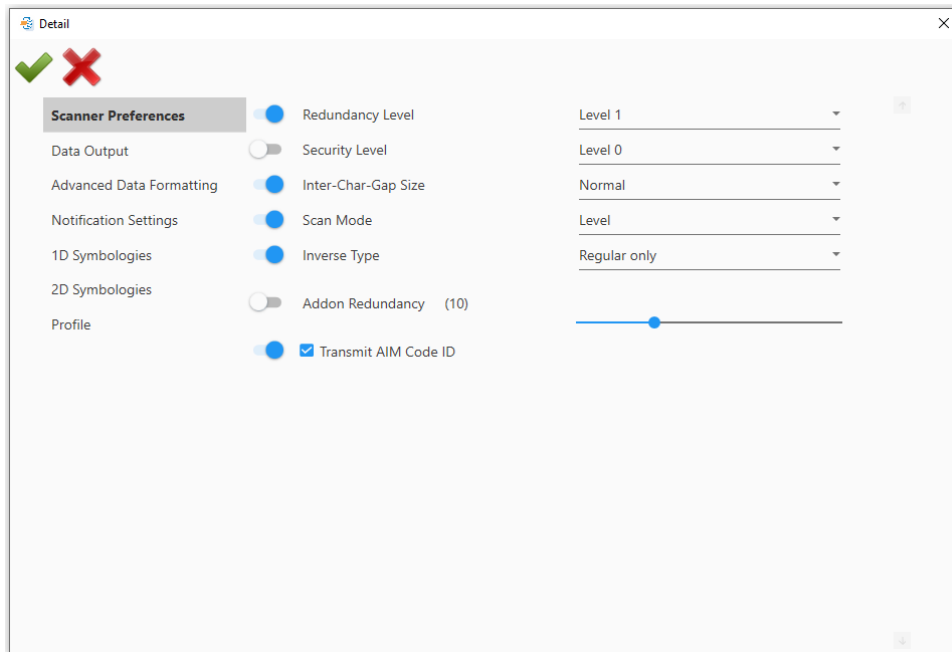 Detail
Scanner Preferences
Data Output
Advanced Data Formatting
Notification Settings
1D Symbologies
2D Symbologies
Profile
Redundancy Level Level 1
Security Level Level 0
Inter-Char-Gap Size Normal
Scan Mode Level
Inverse Type Regular only
Addon Redundancy (10)
Transmit AIM Code ID